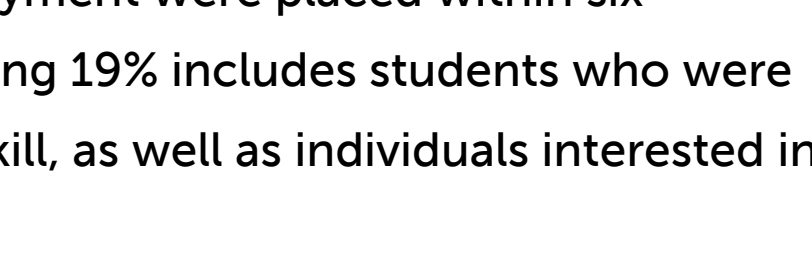 yment were placed within six
ng 19% includes students who were
kill, as well as individuals interested in